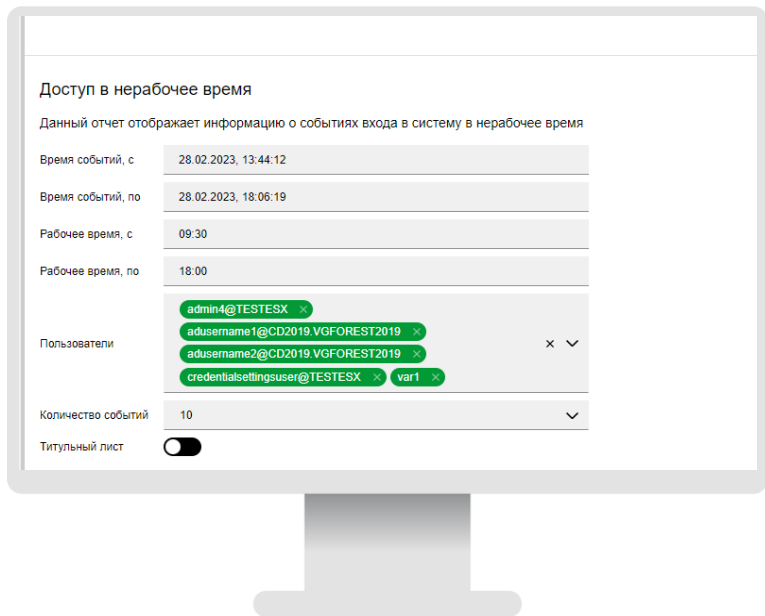 Доступ в нерабочее время
Данный отчет отображает информацию о событиях входа в систему в нерабочее время
Время событий, с 28.02.2023, 13:44:12
Время событий, по 28.02.2023, 18:06:19
Рабочее время, с 09:30
Рабочее время, по 18:00
Пользователи
admin4@TESTESX
adusername1@CD2019.VGFOREST2019
adusername2@CD2019.VGFOREST2019
credentialsettingsuser@TESTESX var1
Количество событий 10
Титульный лист